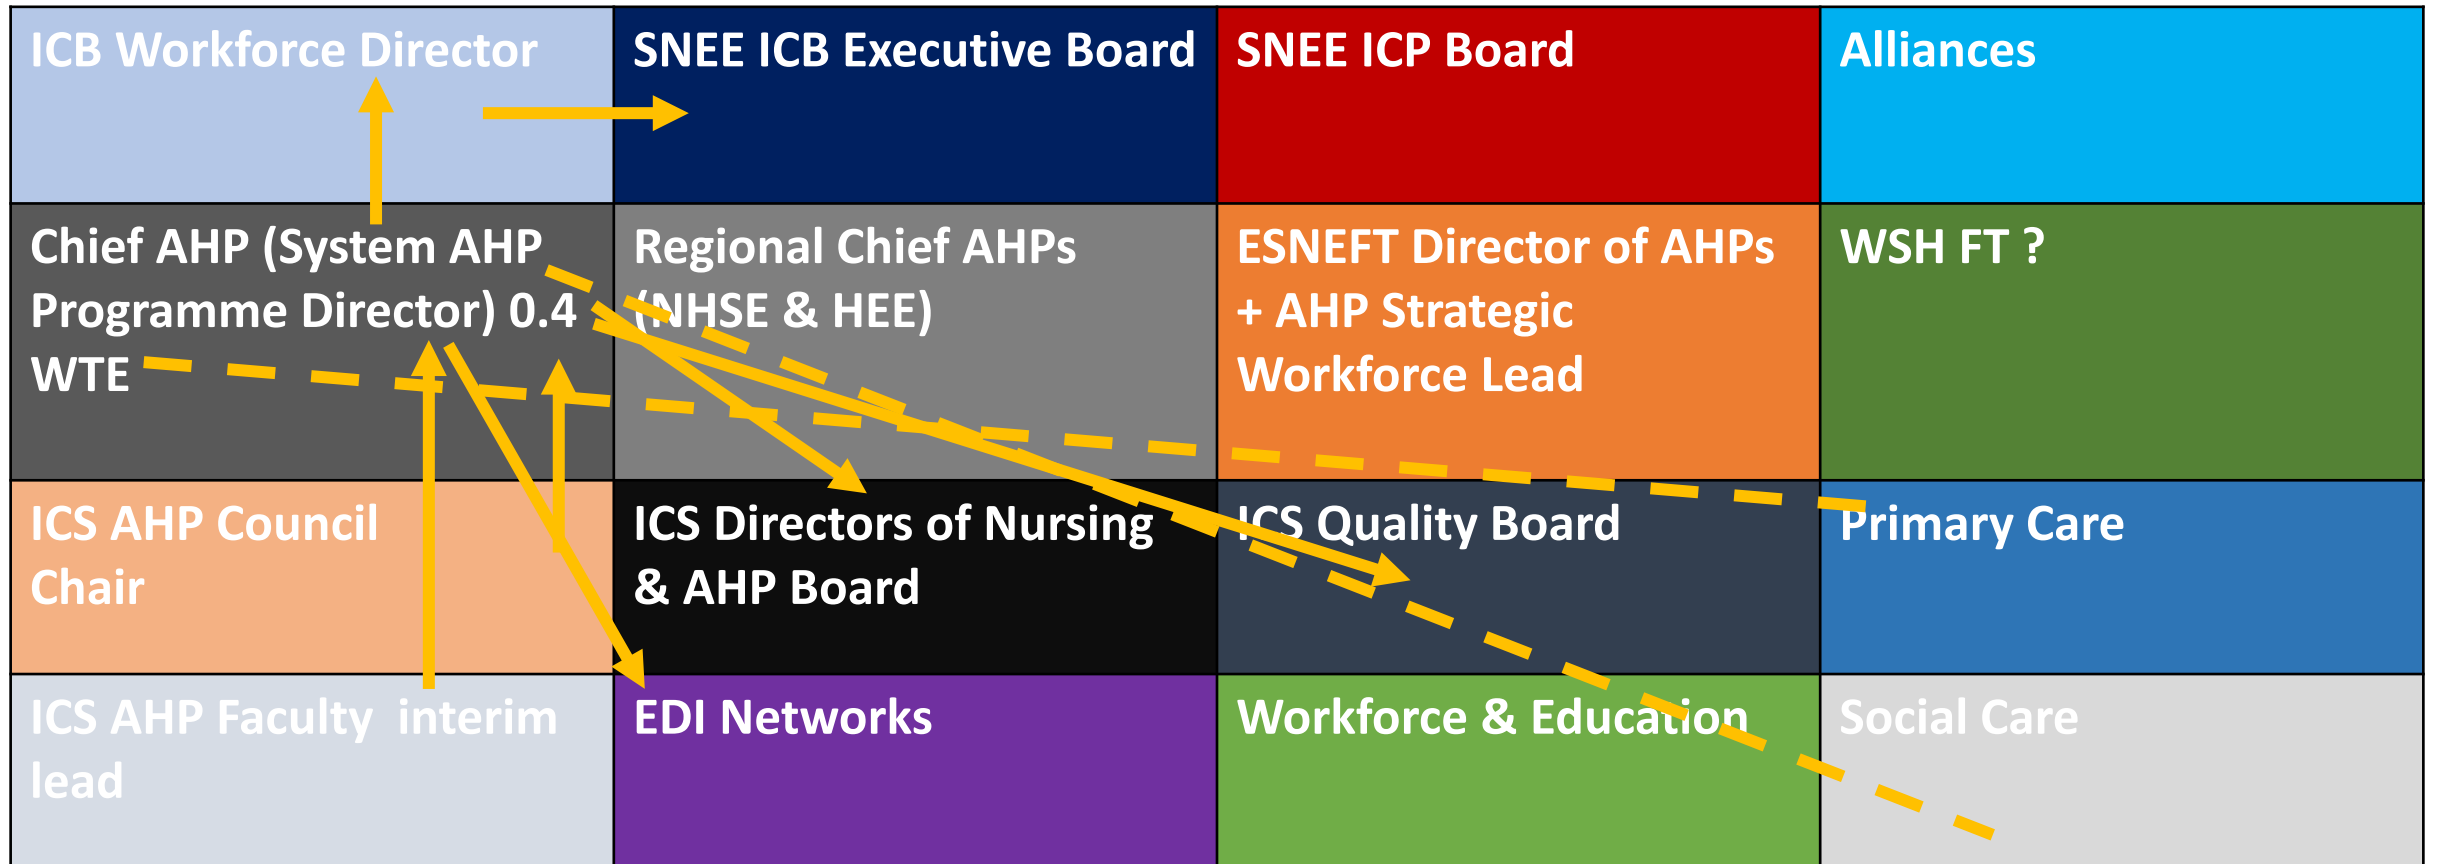 ICB Workforce Director
SNEE ICB Executive Board
SNEE ICP Board
Alliances
Chief AHP (System AHP
Programme Director) 0.4
WTE
Regional Chief AHPs
(NHSE & HEE)
ESNEFT Director of AHPs
+ AHP Strategic
Workforce Lead
WSH FT ?
ICS AHP Council
Chair
ICS Directors of Nursing
& AHP Board
ICS Quality Board
Primary Care
ICS AHP Faculty  interim
lead
EDI Networks
Workforce & Education
Social Care